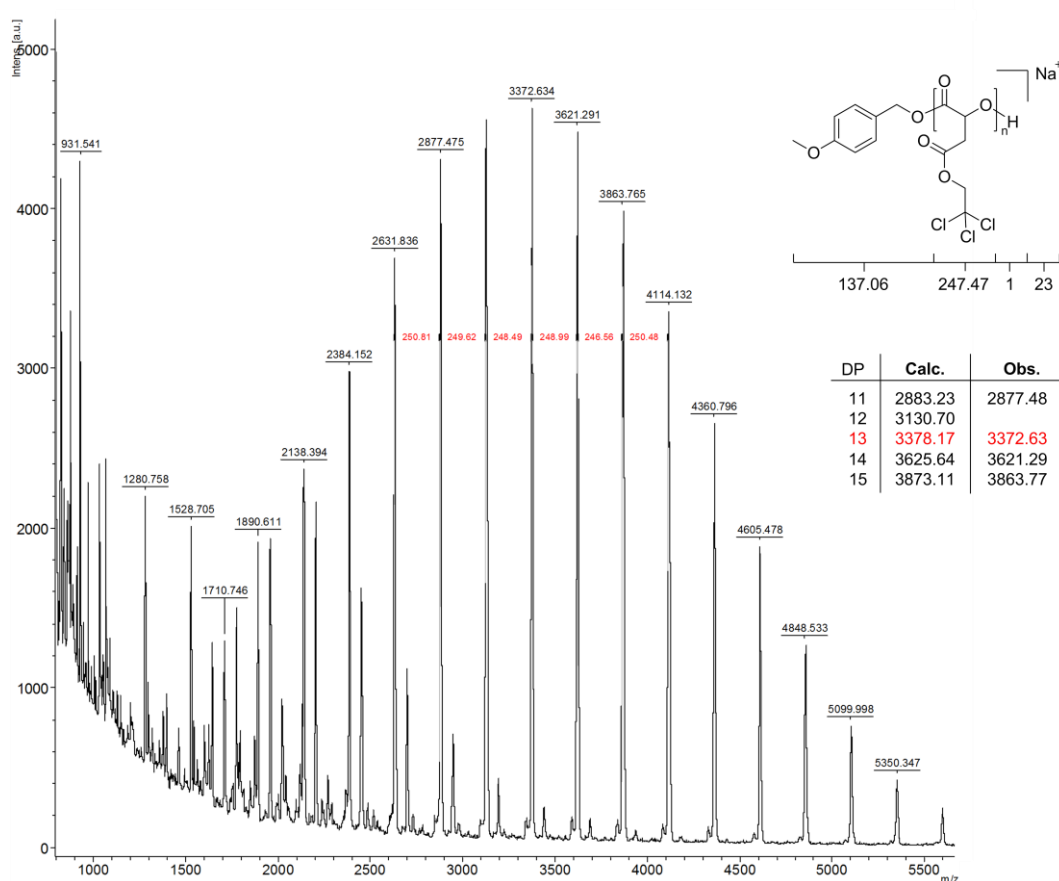 Intens. [a.u.]
5000
4000
3000
2000
1000
0
1000 1500 2000 2500 3000 3500 4000 4500 5000 5500
m/z
931.541
1280.758
1528.705
1710.746
1890.611
2138.394
2384.152
2631.836
2877.475
3372.634
3621.291
3863.765
4114.132
4360.796
4605.478
4848.533
5099.998
5350.347
250.81 249.62 248.49 248.99 246.56 250.48
Na+
O
O
O
O
H
n
O
O
Cl
Cl
Cl
137.06 247.47 1 23
DP Calc. Obs.
11 2883.23 2877.48
12 3130.70
13 3378.17 3372.63
14 3625.64 3621.29
15 3873.11 3863.77